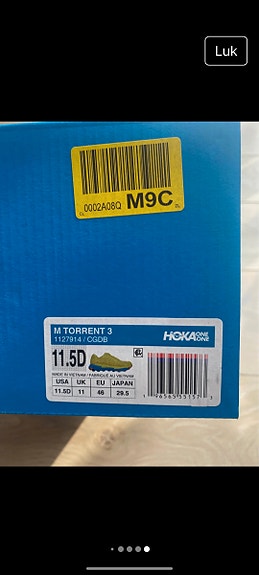 Luk
0002A08Q M9C
M TORRENT 3
1127914 / CGDB
HOKA ONE ONE
11.5D
MADE IN VIETNAM / FABRIQUE AU VIETNAM
USA UK EU JAPAN
11.5D 11 46 29.5